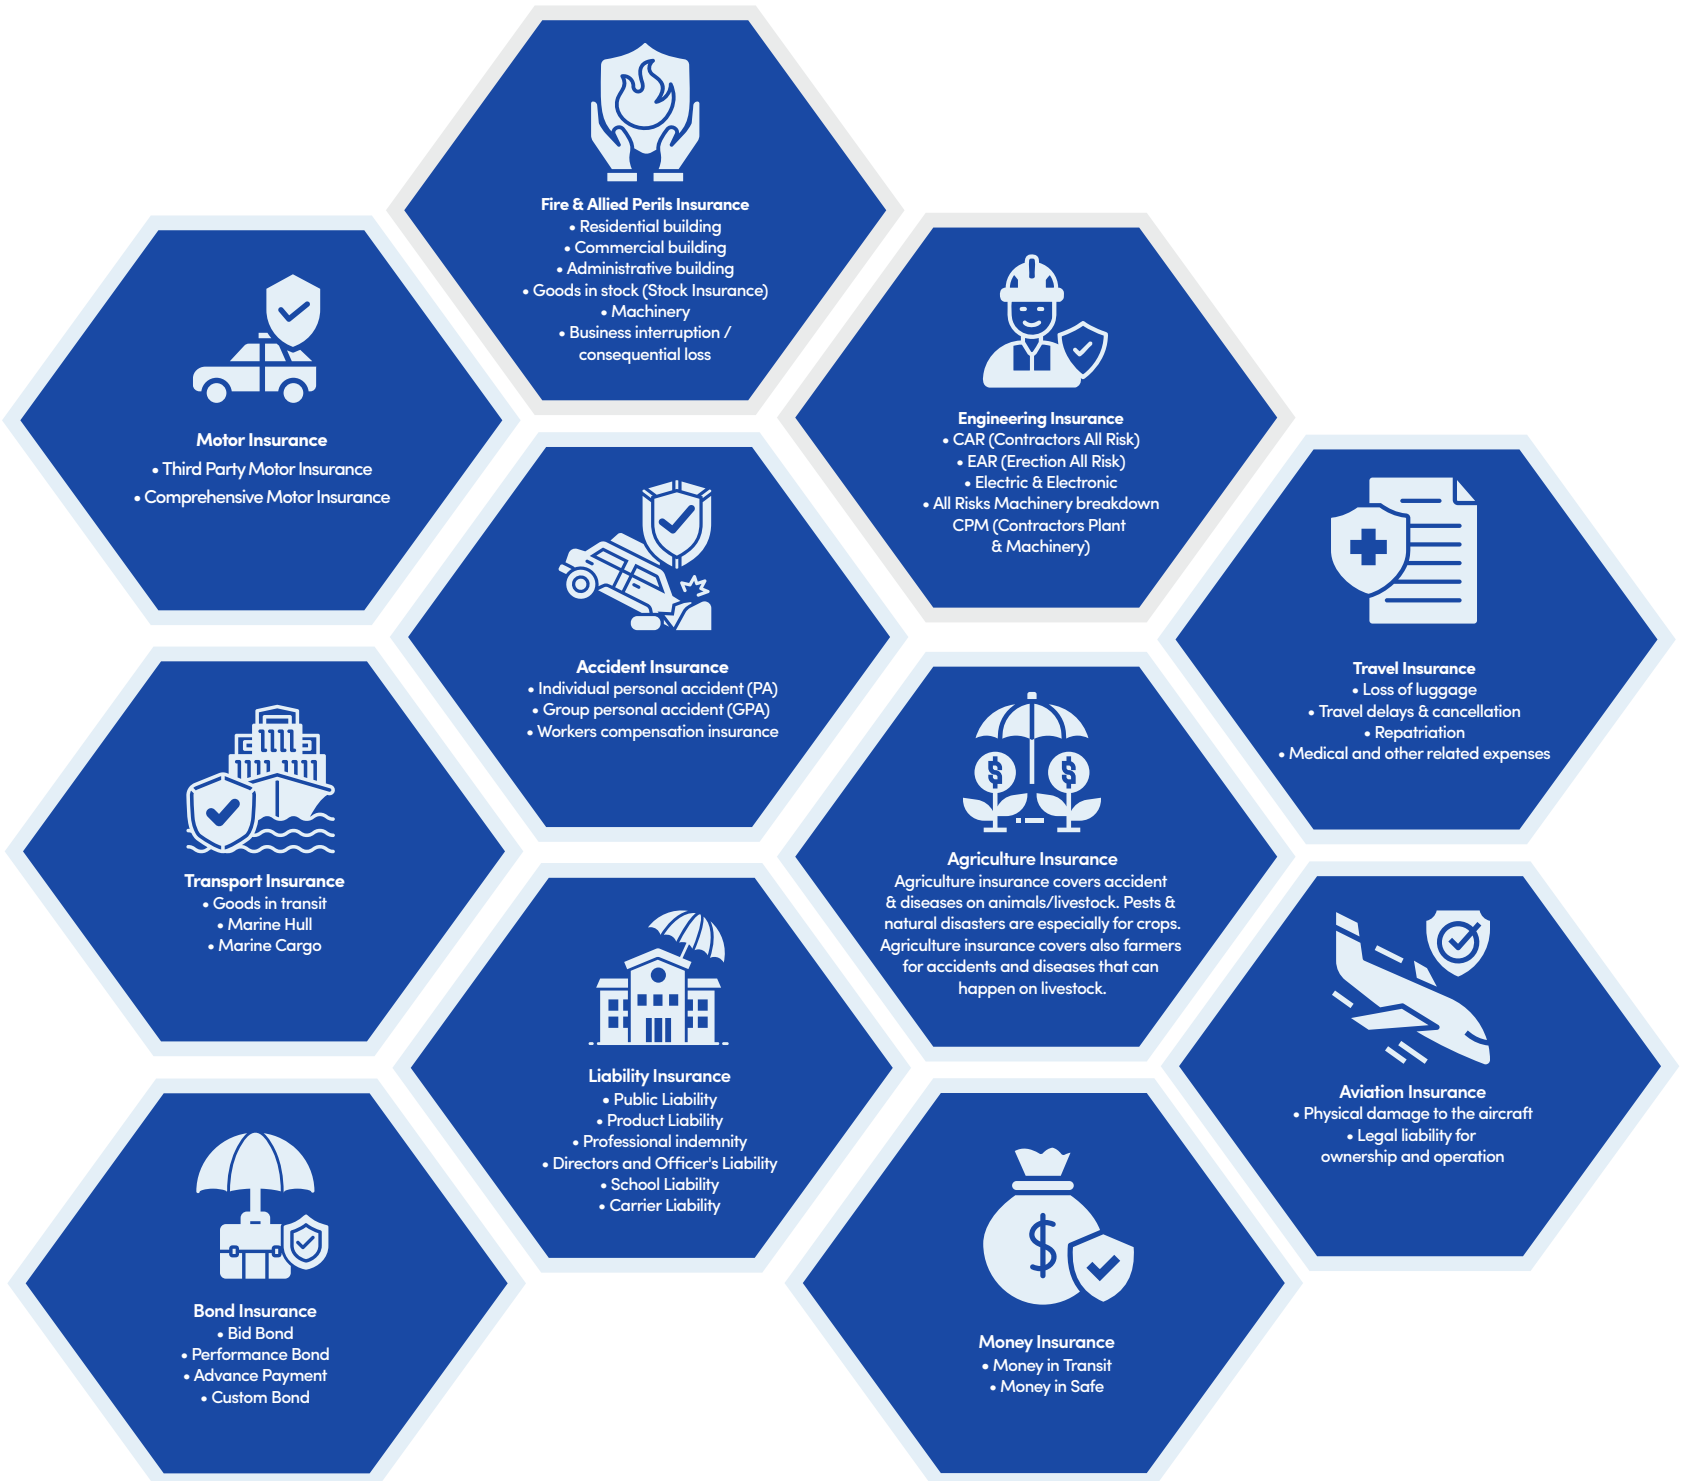 Fire & Allied Perils Insurance
• Residential building
• Commercial building
• Administrative building
• Goods in stock (Stock Insurance)
• Machinery
• Business interruption /
consequential loss
Motor Insurance
• Third Party Motor Insurance
• Comprehensive Motor Insurance
Engineering Insurance
• CAR (Contractors All Risk)
• EAR (Erection All Risk)
• Electric & Electronic
• All Risks Machinery breakdown
CPM (Contractors Plant
& Machinery)
Accident Insurance
• Individual personal accident (PA)
• Group personal accident (GPA)
• Workers compensation insurance
Travel Insurance
• Loss of luggage
• Travel delays & cancellation
• Repatriation
• Medical and other related expenses
Transport Insurance
• Goods in transit
• Marine Hull
• Marine Cargo
$ $
Agriculture Insurance
Agriculture insurance covers accident
& diseases on animals/livestock. Pests &
natural disasters are especially for crops.
Agriculture insurance covers also farmers
for accidents and diseases that can
happen on livestock.
Liability Insurance
• Public Liability
• Product Liability
• Professional indemnity
• Directors and Officer's Liability
• School Liability
• Carrier Liability
Aviation Insurance
• Physical damage to the aircraft
• Legal liability for
ownership and operation
Bond Insurance
• Bid Bond
• Performance Bond
• Advance Payment
• Custom Bond
$
Money Insurance
• Money in Transit
• Money in Safe